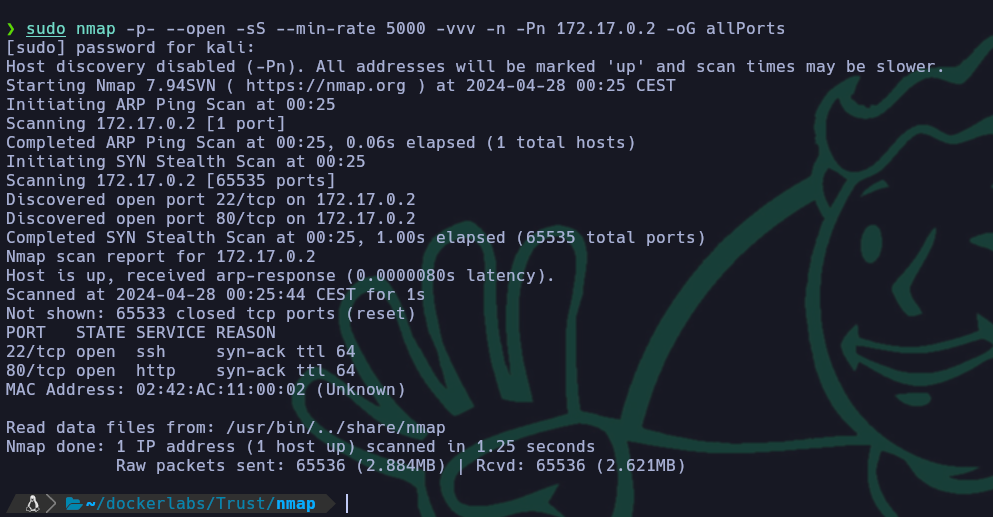 ❯ sudo nmap -p- --open -sS --min-rate 5000 -vvv -n -Pn 172.17.0.2 -oG allPorts
[sudo] password for kali:
Host discovery disabled (-Pn). All addresses will be marked 'up' and scan times may be slower.
Starting Nmap 7.94SVN ( https://nmap.org ) at 2024-04-28 00:25 CEST
Initiating ARP Ping Scan at 00:25
Scanning 172.17.0.2 [1 port]
Completed ARP Ping Scan at 00:25, 0.06s elapsed (1 total hosts)
Initiating SYN Stealth Scan at 00:25
Scanning 172.17.0.2 [65535 ports]
Discovered open port 22/tcp on 172.17.0.2
Discovered open port 80/tcp on 172.17.0.2
Completed SYN Stealth Scan at 00:25, 1.00s elapsed (65535 total ports)
Nmap scan report for 172.17.0.2
Host is up, received arp-response (0.0000080s latency).
Scanned at 2024-04-28 00:25:44 CEST for 1s
Not shown: 65533 closed tcp ports (reset)
PORT   STATE SERVICE REASON
22/tcp open  ssh     syn-ack ttl 64
80/tcp open  http    syn-ack ttl 64
MAC Address: 02:42:AC:11:00:02 (Unknown)
Read data files from: /usr/bin/../share/nmap
Nmap done: 1 IP address (1 host up) scanned in 1.25 seconds
           Raw packets sent: 65536 (2.884MB) | Rcvd: 65536 (2.621MB)
~/dockerlabs/Trust/nmap